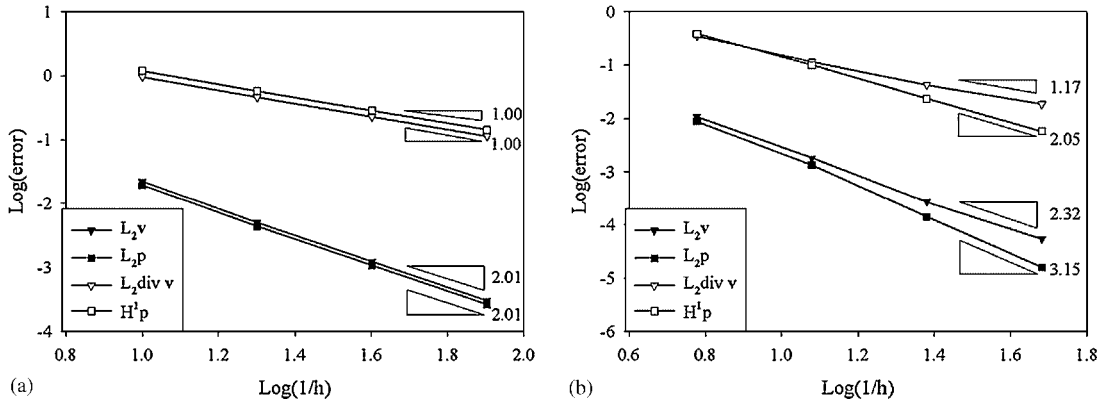 1
0
-1
-2
-3
-4
Log(error)
1.00
1.00
2.01
2.01
L₂v
L₂p
L₂div v
H¹p
0.8
1.0
1.2
1.4
1.6
1.8
2.0
Log(1/h)
(a)
-0
-1
-2
-3
-4
-5
-6
Log(error)
1.17
2.05
2.32
3.15
L₂v
L₂p
L₂div v
H¹p
0.6
0.8
1.0
1.2
1.4
1.6
1.8
Log(1/h)
(b)